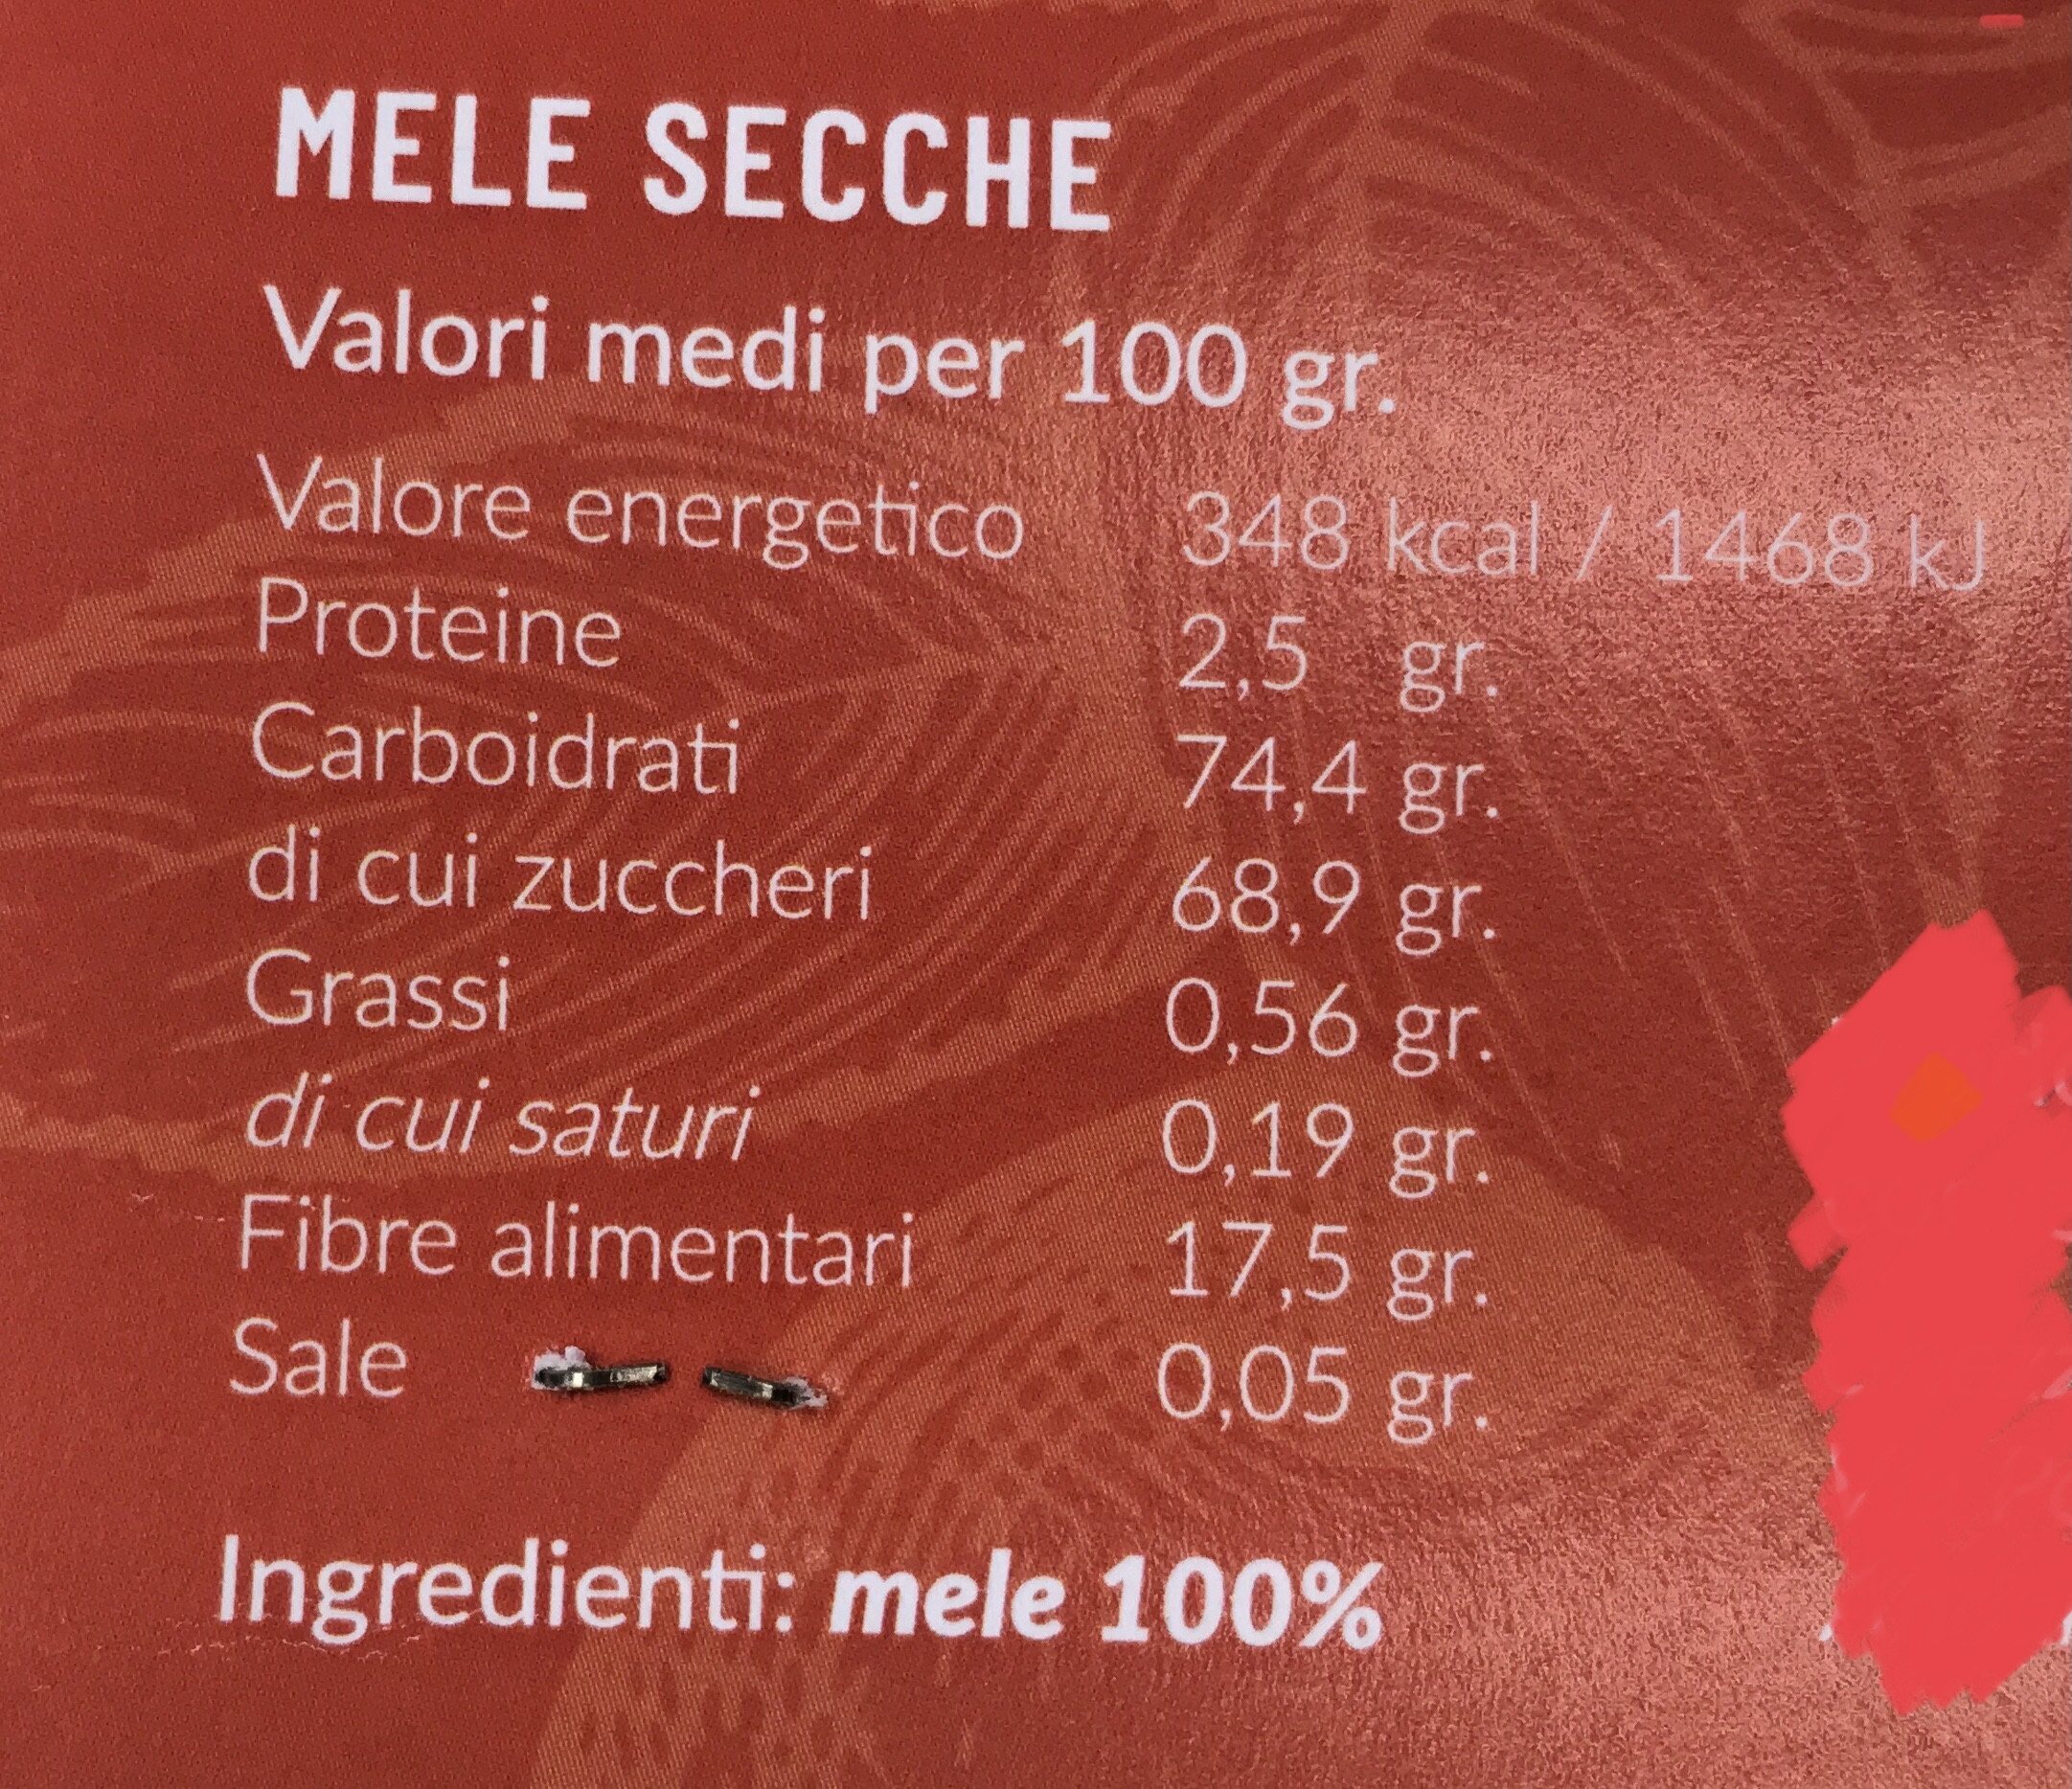 MELE SECCHE
Valori medi per 100 gr.
Valore energetico 348 kcal / 1468 kJ
Proteine 2,5 gr.
Carboidrati 74,4 gr.
di cui zuccheri 68,9 gr.
Grassi 0,56 gr.
di cui saturi 0,19 gr.
Fibre alimentari 17,5 gr.
Sale 0,05 gr.
Ingredienti: mele 100%